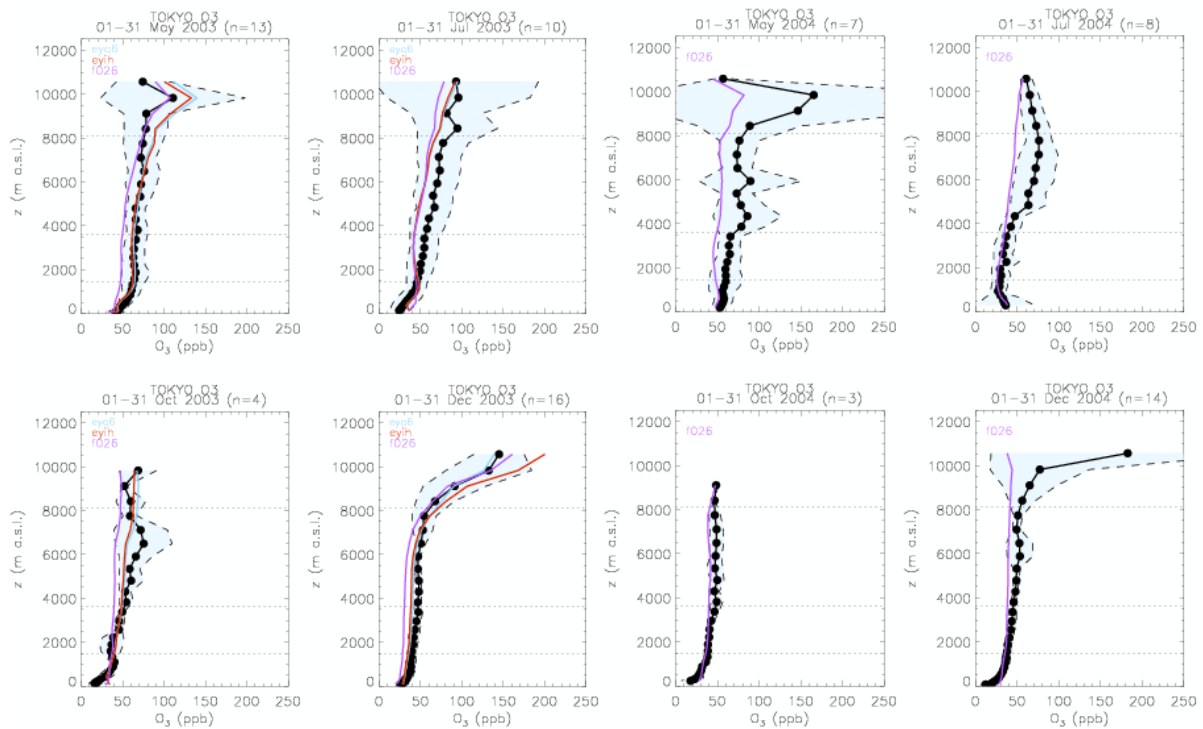 TOKYO O3
01-31 May 2003 (n=13)
eyq6
eyih
f026
12000
10000
8000
6000
4000
2000
0
z (m a.s.l.)
0 50 100 150 200 250
O3 (ppb)
TOKYO O3
01-31 Jul 2003 (n=10)
eyq6
eyih
f026
12000
10000
8000
6000
4000
2000
0
z (m a.s.l.)
0 50 100 150 200 250
O3 (ppb)
TOKYO O3
01-31 May 2004 (n=7)
f026
12000
10000
8000
6000
4000
2000
0
z (m a.s.l.)
0 50 100 150 200 250
O3 (ppb)
TOKYO O3
01-31 Jul 2004 (n=8)
f026
12000
10000
8000
6000
4000
2000
0
z (m a.s.l.)
0 50 100 150 200 250
O3 (ppb)
TOKYO O3
01-31 Oct 2003 (n=4)
eyq6
eyih
f026
12000
10000
8000
6000
4000
2000
0
z (m a.s.l.)
0 50 100 150 200 250
O3 (ppb)
TOKYO O3
01-31 Dec 2003 (n=16)
eyq6
eyih
f026
12000
10000
8000
6000
4000
2000
0
z (m a.s.l.)
0 50 100 150 200 250
O3 (ppb)
TOKYO O3
01-31 Oct 2004 (n=3)
f026
12000
10000
8000
6000
4000
2000
0
z (m a.s.l.)
0 50 100 150 200 250
O3 (ppb)
TOKYO O3
01-31 Dec 2004 (n=14)
f026
12000
10000
8000
6000
4000
2000
0
z (m a.s.l.)
0 50 100 150 200 250
O3 (ppb)